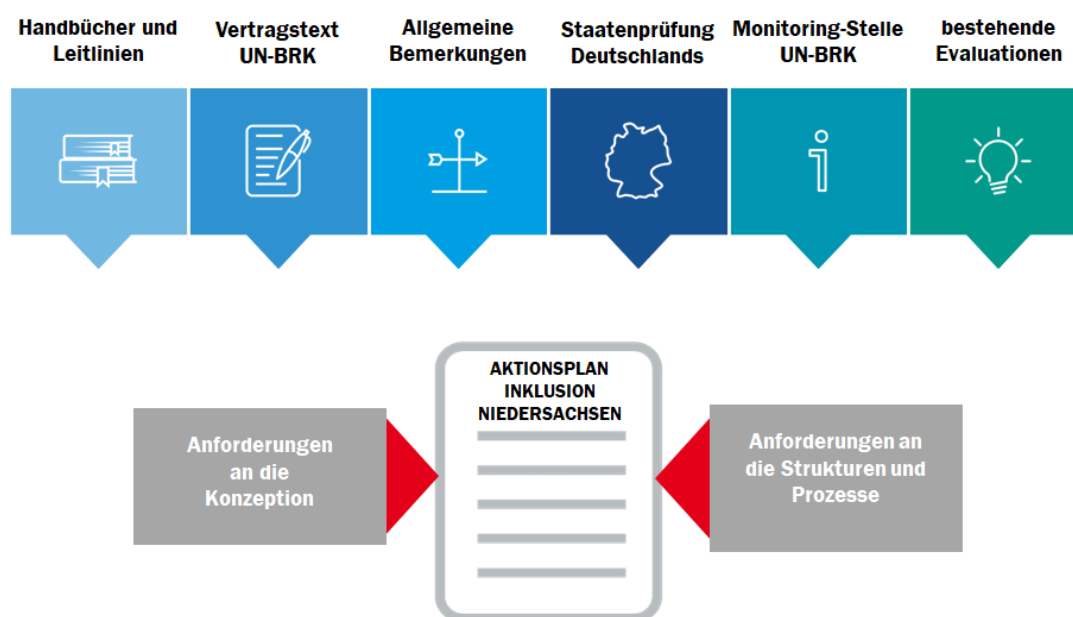 Handbücher und
Leitlinien
Vertragstext
UN-BRK
Allgemeine
Bemerkungen
Staatenprüfung
Deutschlands
Monitoring-Stelle
UN-BRK
bestehende
Evaluationen
AKTIONSPLAN
INKLUSION
NIEDERSACHSEN
Anforderungen
an die
Konzeption
Anforderungen an
die Strukturen und
Prozesse